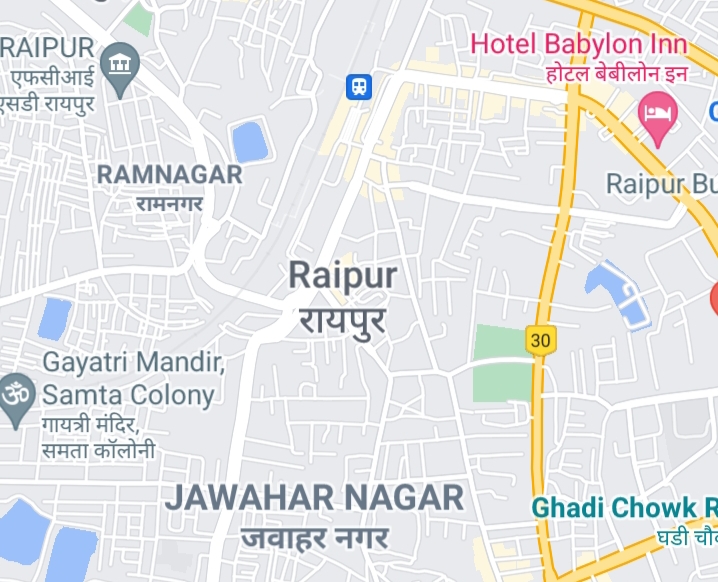 Hotel Babylon Inn
होटल बेबीलोन इन
RAIPUR
एफसीआई
एसडी रायपुर
RAMNAGAR
रामनगर
Raipur Bu
Raipur
रायपुर
30
Gayatri Mandir,
Samta Colony
गायत्री मंदिर,
समता कॉलोनी
JAWAHAR NAGAR
जवाहर नगर
Ghadi Chowk R
घडी चौ